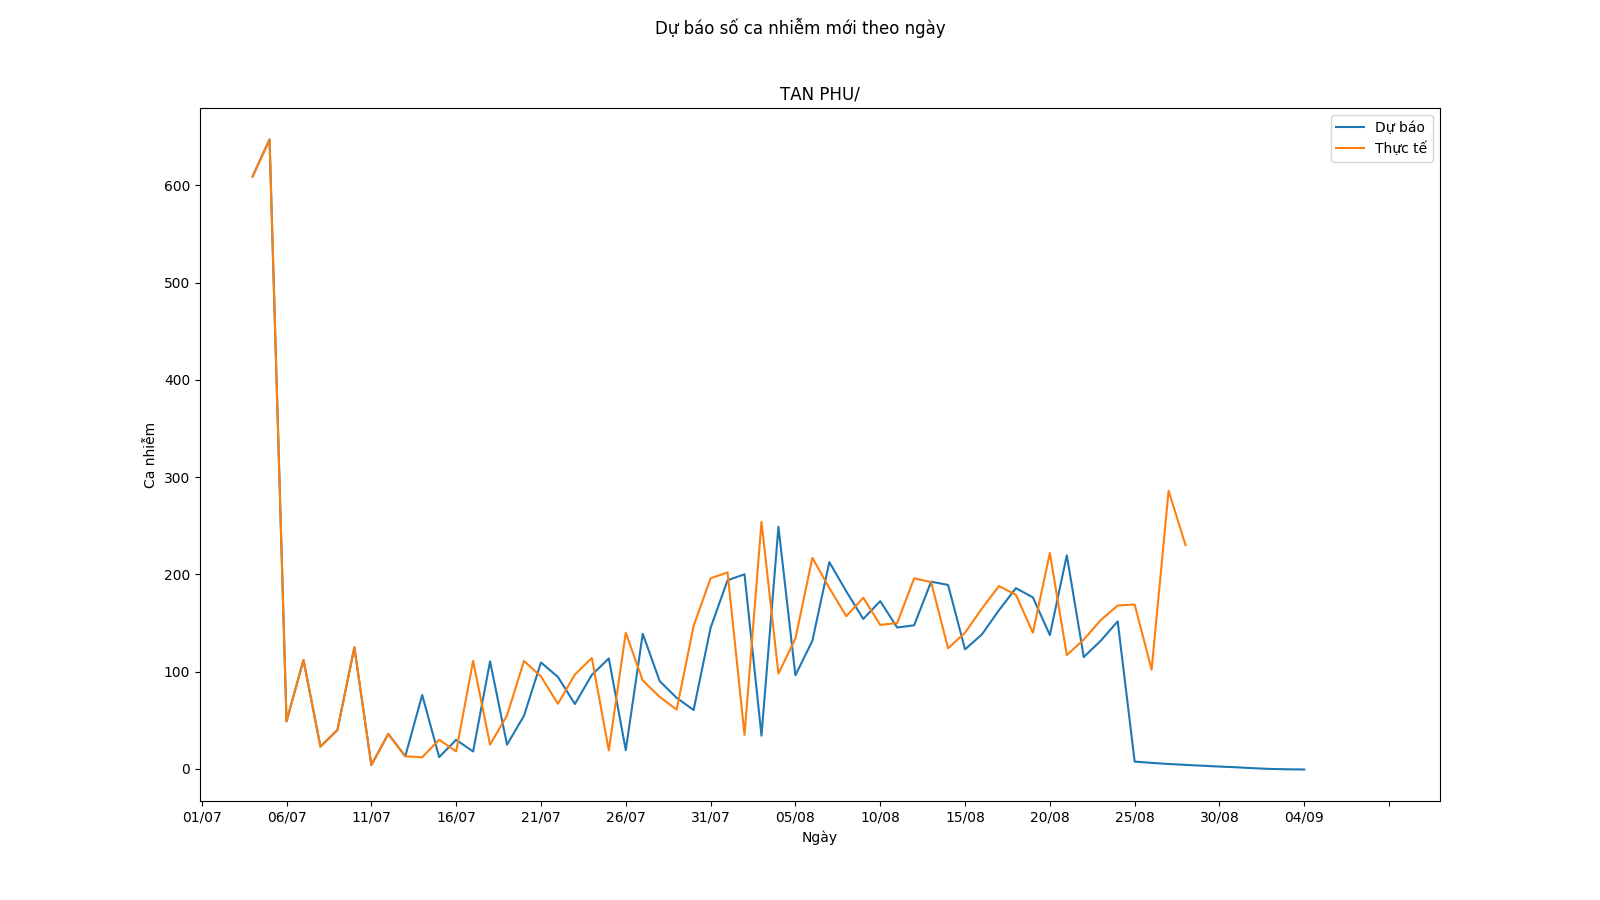 Dự báo số ca nhiễm mới theo ngày
TAN PHU/
Dự báo
Thực tế
600
500
400
300
200
100
0
Ca nhiễm
01/07 06/07 11/07 16/07 21/07 26/07 31/07 05/08 10/08 15/08 20/08 25/08 30/08 04/09
Ngày